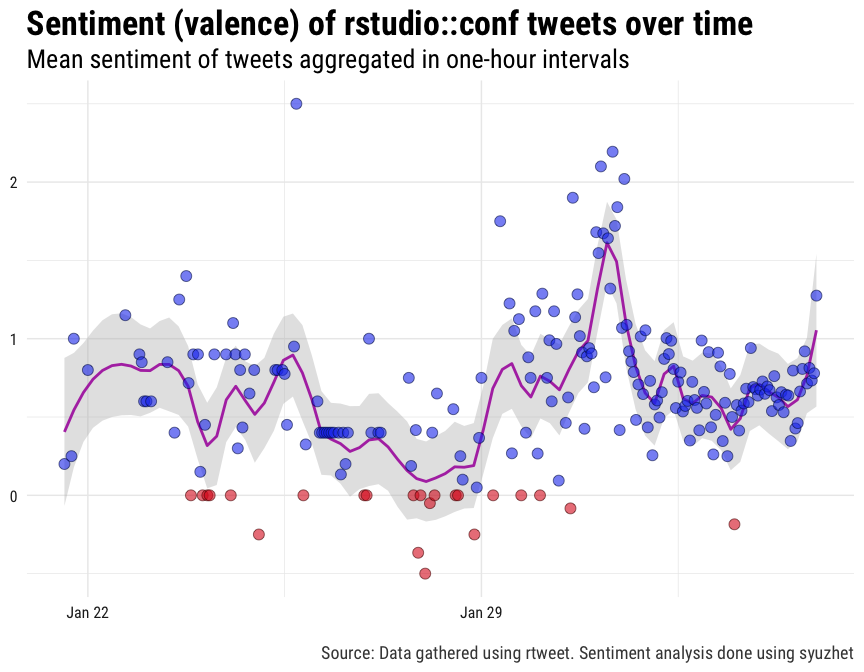 Sentiment (valence) of rstudio::conf tweets over time
Mean sentiment of tweets aggregated in one-hour intervals
2
1
0
Jan 22
Jan 29
Source: Data gathered using rtweet. Sentiment analysis done using syuzhet